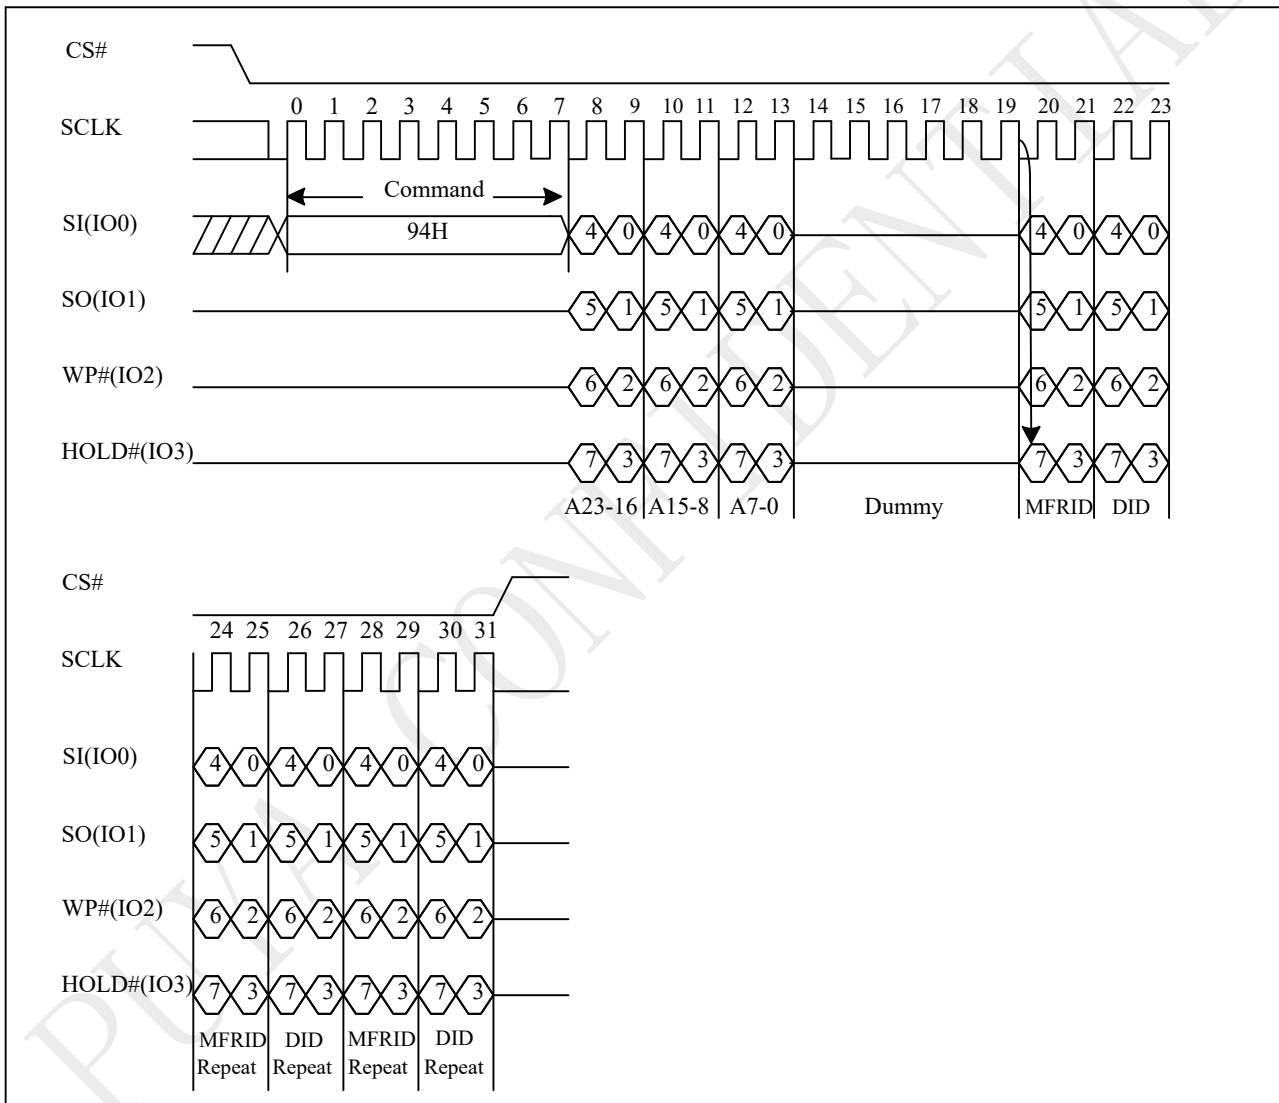 CS#
0 1 2 3 4 5 6 7 8 9 10 11 12 13 14 15 16 17 18 19 20 21 22 23
SCLK
Command
SI(IO0) 94H 4 0 4 0 4 0 4 0 4 0
SO(IO1) 5 1 5 1 5 1 5 1 5 1
WP#(IO2) 6 2 6 2 6 2 6 2 6 2
HOLD#(IO3) 7 3 7 3 7 3 7 3 7 3
A23-16 A15-8 A7-0 Dummy MFRID DID
CS#
24 25 26 27 28 29 30 31
SCLK
SI(IO0) 4 0 4 0 4 0 4 0
SO(IO1) 5 1 5 1 5 1 5 1
WP#(IO2) 6 2 6 2 6 2 6 2
HOLD#(IO3) 7 3 7 3 7 3 7 3
MFRID DID MFRID DID
Repeat Repeat Repeat Repeat
PUYA CONFIDENTIAL